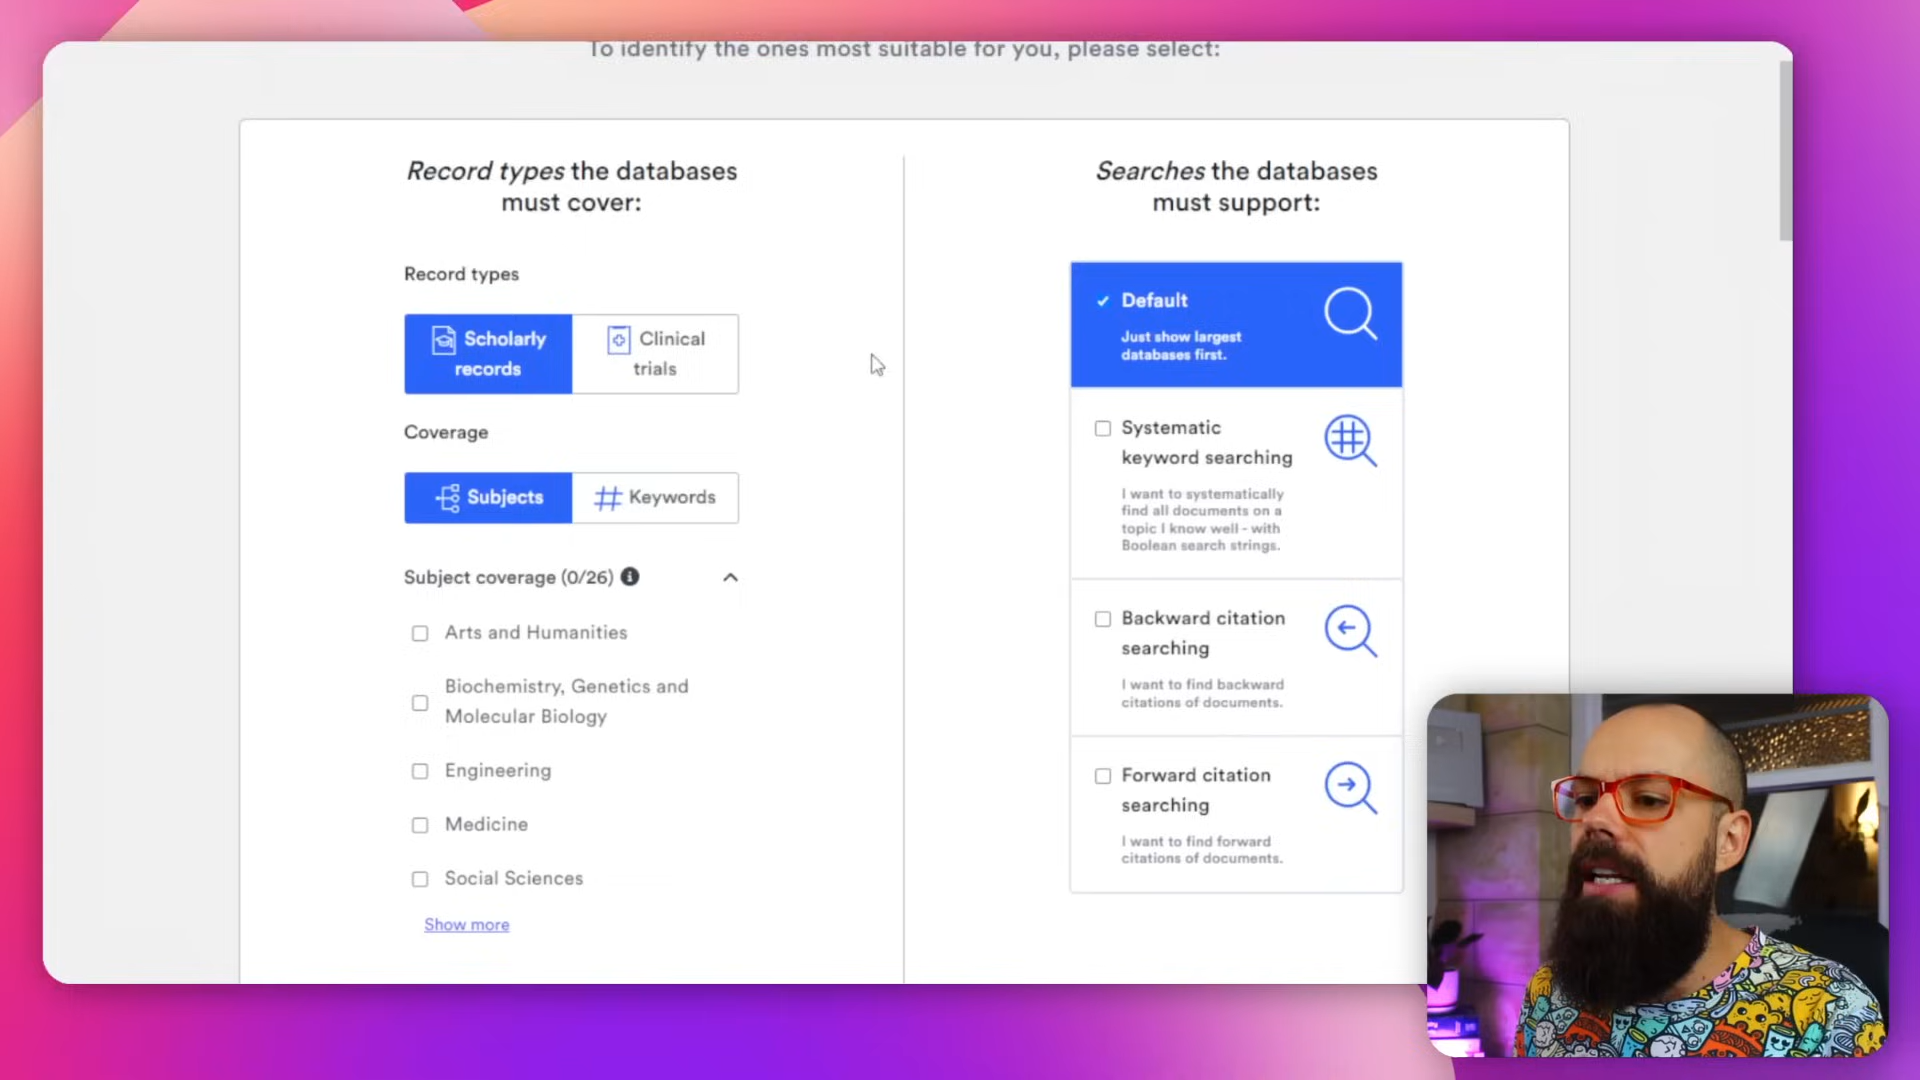 To identify the ones most suitable for you, please select:
Record types the databases
must cover:
Record types
Scholarly
records
Clinical
trials
Coverage
Subjects
Keywords
Subject coverage (0/26)
Arts and Humanities
Biochemistry, Genetics and
Molecular Biology
Engineering
Medicine
Social Sciences
Show more
Searches the databases
must support:
Default
Just show largest
databases first.
Systematic
keyword searching
I want to systematically
find all documents on a
topic I know well - with
Boolean search strings.
Backward citation
searching
I want to find backward
citations of documents.
Forward citation
searching
I want to find forward
citations of documents.